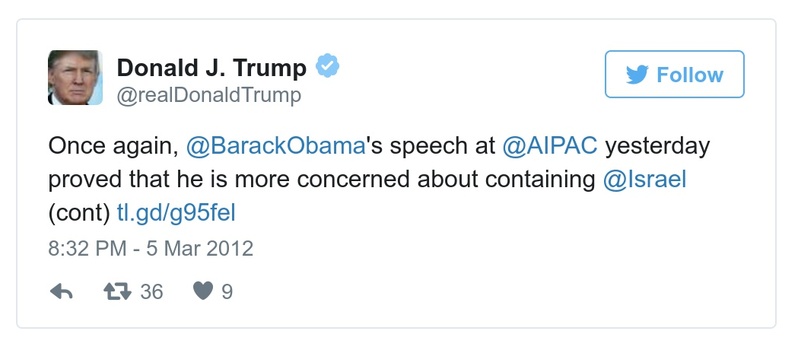 Donald J. Trump
@realDonaldTrump
Follow
Once again, @BarackObama's speech at @AIPAC yesterday
proved that he is more concerned about containing @Israel
(cont) tl.gd/g95fel
8:32 PM - 5 Mar 2012
36 9